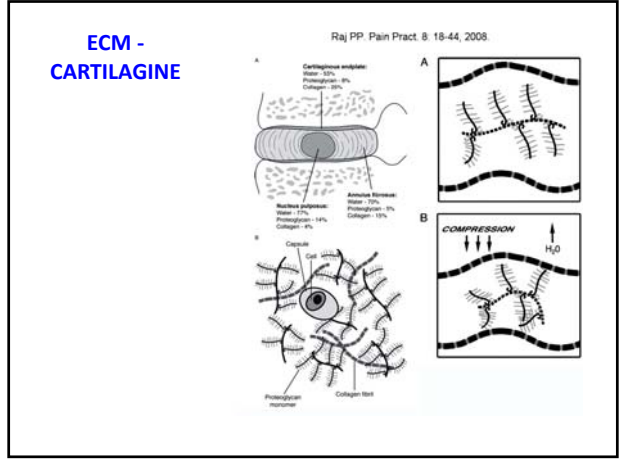 ECM -
CARTILAGINE
Raj PP. Pain Pract. 8: 18-44, 2008.
A
Cartilaginous endplate:
Water - 55%
Proteoglycan - 8%
Collagen - 25%
Nucleus pulposus:
Water - 77%
Proteoglycan - 14%
Collagen - 4%
Annulus fibrosus:
Water - 70%
Proteoglycan - 5%
Collagen - 15%
B
Capsule
Cell
Proteoglycan
monomer
Collagen fibril
A
B
COMPRESSION
H20